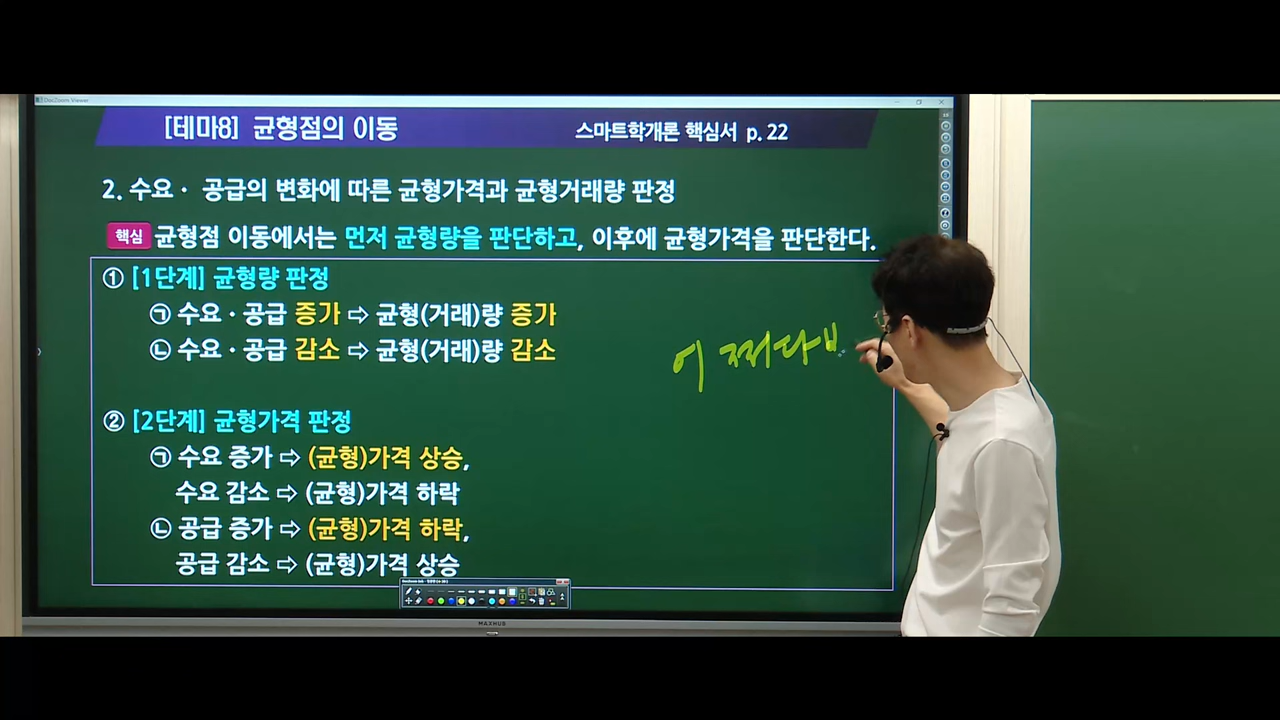 DocZoom Viewer
[테마8] 균형점의 이동
스마트학개론 핵심서 p. 22
2. 수요 · 공급의 변화에 따른 균형가격과 균형거래량 판정
핵심 균형점 이동에서는 먼저 균형량을 판단하고, 이후에 균형가격을 판단한다.
① [1단계] 균형량 판정
㉠ 수요 · 공급 증가 ⇨ 균형(거래)량 증가
㉡ 수요 · 공급 감소 ⇨ 균형(거래)량 감소
어찌다
② [2단계] 균형가격 판정
㉠ 수요 증가 ⇨ (균형)가격 상승,
수요 감소 ⇨ (균형)가격 하락
㉡ 공급 증가 ⇨ (균형)가격 하락,
공급 감소 ⇨ (균형)가격 상승
MAXHUB